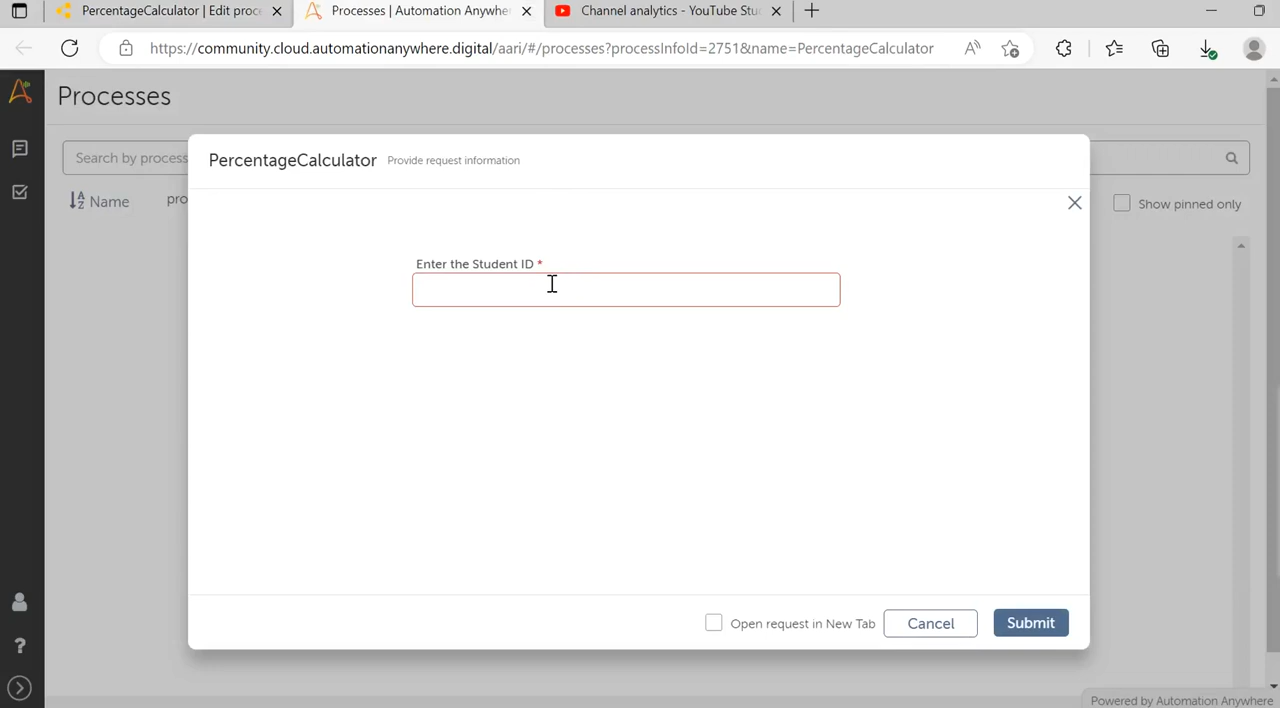 PercentageCalculator | Edit proc
Processes | Automation Anywher
Channel analytics - YouTube Stu
https://community.cloud.automationanywhere.digital/aari/#/processes?processInfoId=2751&name=PercentageCalculator
Processes
Search by process
Name
pro
Show pinned only
PercentageCalculator Provide request information
Enter the Student ID *
Open request in New Tab
Cancel
Submit
Powered by Automation Anywhere